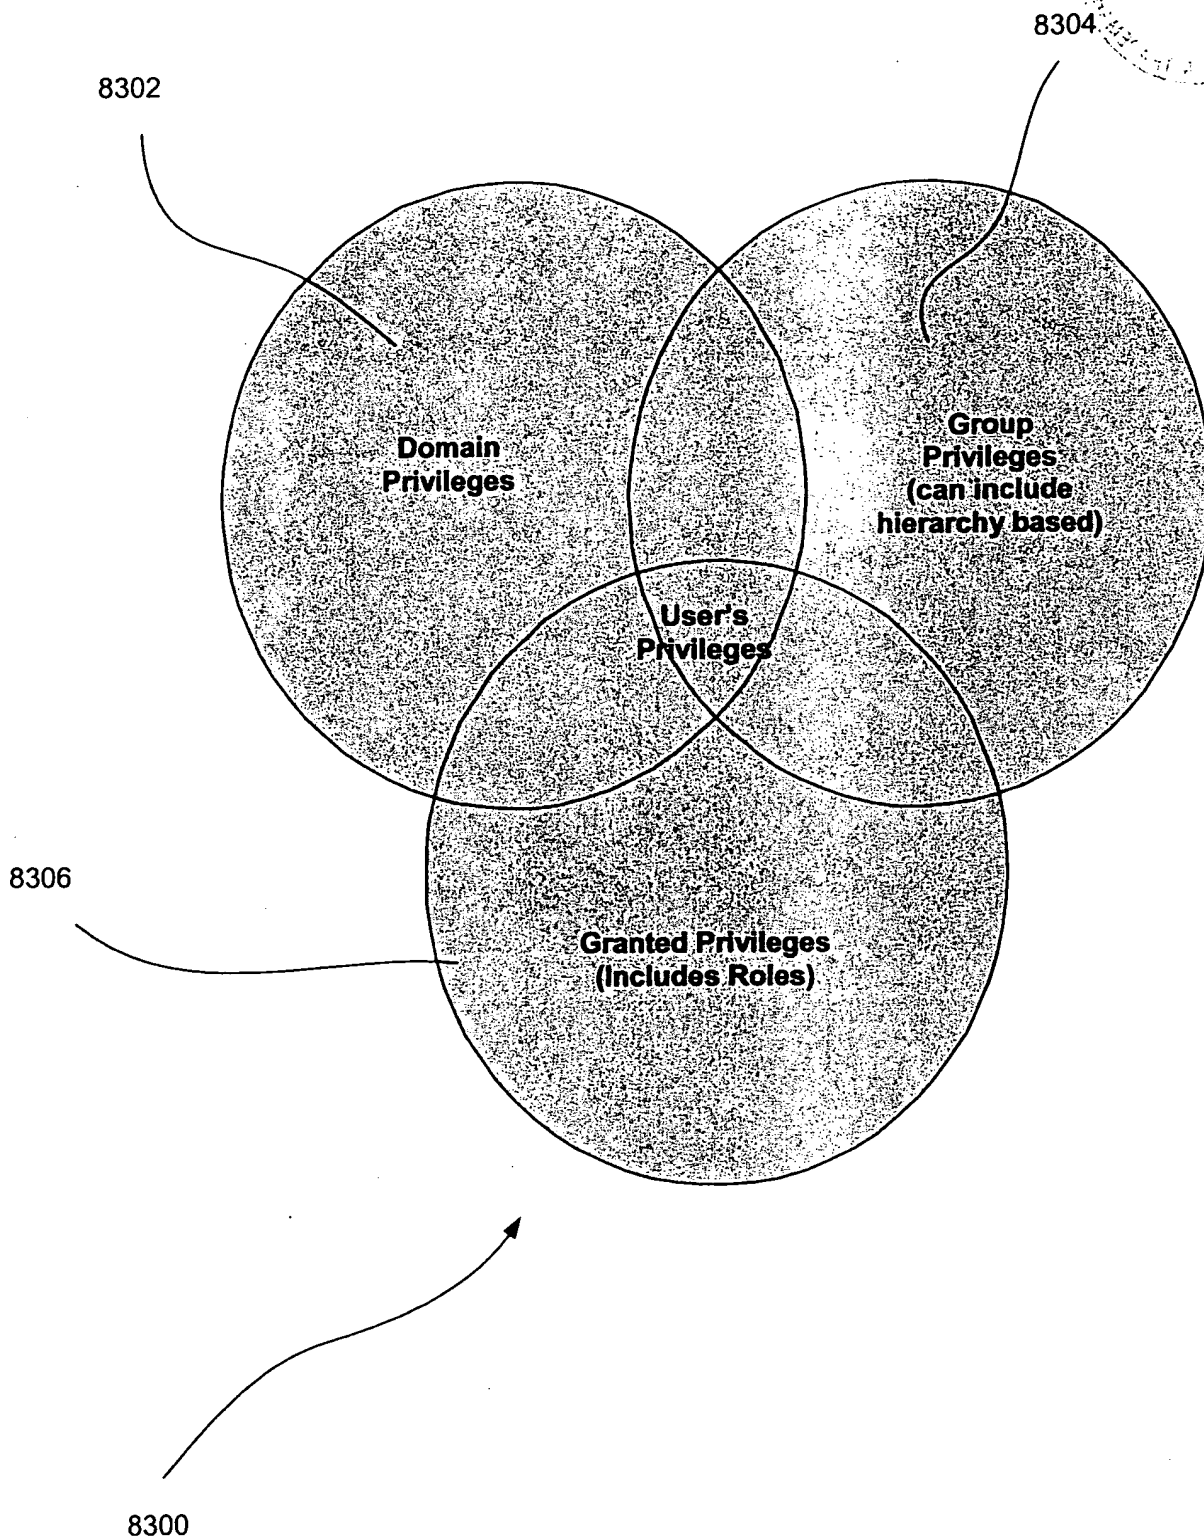 8304
8302
Domain
Privileges
Group
Privileges
(can include
hierarchy based)
User's
Privileges
8306
Granted Privileges
(Includes Roles)
8300